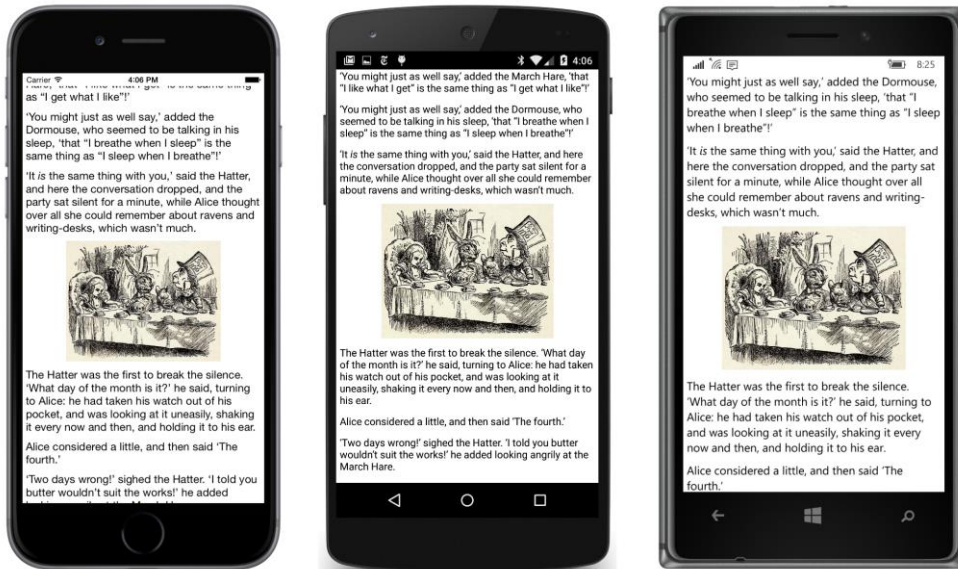 Carrier 4:06 PM
as “I get what I like”!’
‘You might just as well say,’ added the
Dormouse, who seemed to be talking in his
sleep, ‘that “I breathe when I sleep” is the
same thing as “I sleep when I breathe”!’
‘It is the same thing with you,’ said the Hatter,
and here the conversation dropped, and the
party sat silent for a minute, while Alice thought
over all she could remember about ravens and
writing-desks, which wasn’t much.
The Hatter was the first to break the silence.
‘What day of the month is it?’ he said, turning
to Alice: he had taken his watch out of his
pocket, and was looking at it uneasily, shaking
it every now and then, and holding it to his ear.
Alice considered a little, and then said ‘The
fourth.’
‘Two days wrong!’ sighed the Hatter. ‘I told you
butter wouldn’t suit the works!’ he added
4:06
‘You might just as well say,’ added the March Hare, ‘that
“I like what I get” is the same thing as “I get what I like”!’
‘You might just as well say,’ added the Dormouse, who
seemed to be talking in his sleep, ‘that “I breathe when I
sleep” is the same thing as “I sleep when I breathe”!’
‘It is the same thing with you,’ said the Hatter, and here
the conversation dropped, and the party sat silent for a
minute, while Alice thought over all she could remember
about ravens and writing-desks, which wasn’t much.
The Hatter was the first to break the silence. ‘What day
of the month is it?’ he said, turning to Alice: he had taken
his watch out of his pocket, and was looking at it
uneasily, shaking it every now and then, and holding it to
his ear.
Alice considered a little, and then said ‘The fourth.’
‘Two days wrong!’ sighed the Hatter. ‘I told you butter
wouldn’t suit the works!’ he added looking angrily at the
March Hare.
8:25
‘You might just as well say,’ added the Dormouse,
who seemed to be talking in his sleep, ‘that “I
breathe when I sleep” is the same thing as “I sleep
when I breathe”!’
‘It is the same thing with you,’ said the Hatter, and
here the conversation dropped, and the party sat
silent for a minute, while Alice thought over all
she could remember about ravens and writing-
desks, which wasn’t much.
The Hatter was the first to break the silence.
‘What day of the month is it?’ he said, turning to
Alice: he had taken his watch out of his pocket,
and was looking at it uneasily, shaking it every
now and then, and holding it to his ear.
Alice considered a little, and then said ‘The
fourth.’